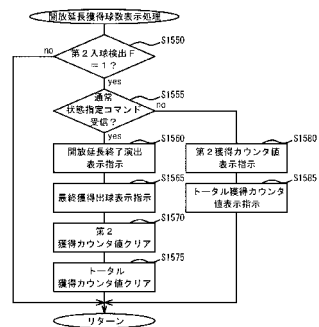 開放延長獲得球数表示処理
S1550
第2入球検出F
=1?
no
yes
S1555
通常
状態指定コマンド
受信?
no
yes
S1560
開放延長終了演出
表示指示
S1580
第2獲得カウンタ値
表示指示
S1565
最終獲得出球表示指示
S1585
トータル獲得カウンタ
値表示指示
S1570
第2
獲得カウンタ値クリア
S1575
トータル
獲得カウンタ値クリア
リターン